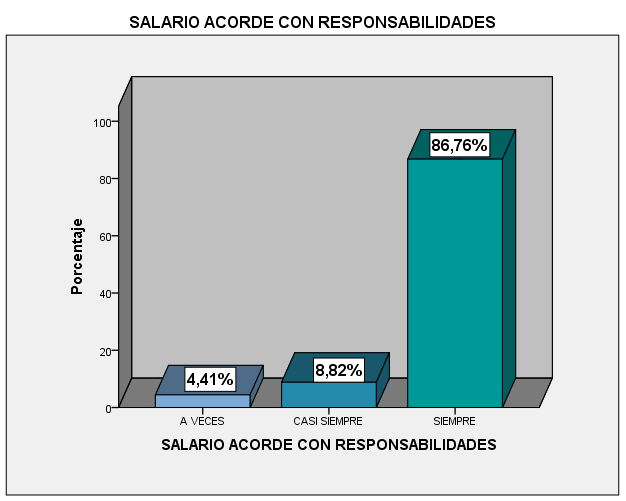 SALARIO ACORDE CON RESPONSABILIDADES
100
80
60
40
20
0
Porcentaje
4,41%
8,82%
86,76%
A VECES
CASI SIEMPRE
SIEMPRE
SALARIO ACORDE CON RESPONSABILIDADES